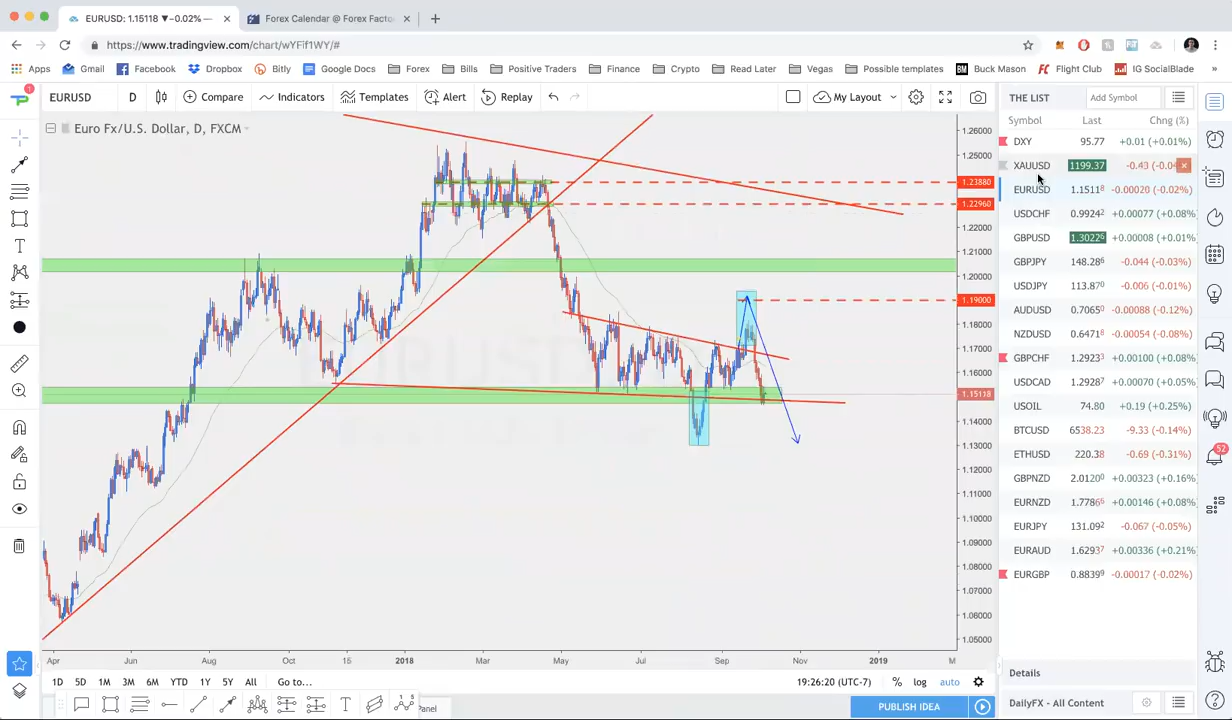 EURUSD: 1.15118 ▼−0.02% —
Forex Calendar @ Forex Facto
https://www.tradingview.com/chart/wYFif1WY/#
Apps Gmail Facebook Dropbox Bitly Google Docs Forex Bills Positive Traders Finance Crypto Read Later Vegas Possible templates Buck Mason Flight Club IG SocialBlade »
EURUSD D Compare Indicators Templates Alert Replay My Layout
Euro Fx/U.S. Dollar, D, FXCM
THE LIST Add Symbol
Symbol Last Chng (%)
DXY 95.77 +0.01 (+0.01%)
XAUUSD 1199.37 -0.43 (-0.04
EURUSD 1.15118 -0.00020 (-0.02%)
USDCHF 0.99242 +0.00077 (+0.08%)
GBPUSD 1.30226 +0.00008 (+0.01%)
GBPJPY 148.286 -0.044 (-0.03%)
USDJPY 113.870 -0.006 (-0.01%)
AUDUSD 0.70650 -0.00088 (-0.12%)
NZDUSD 0.64718 -0.00054 (-0.08%)
GBPCHF 1.29233 +0.00100 (+0.08%)
USDCAD 1.29287 +0.00070 (+0.05%)
USOIL 74.80 +0.19 (+0.25%)
BTCUSD 6538.23 -9.33 (-0.14%)
ETHUSD 220.38 -0.69 (-0.31%)
GBPNZD 2.01200 +0.00323 (+0.16%)
EURNZD 1.77866 +0.00146 (+0.08%)
EURJPY 131.092 -0.067 (-0.05%)
EURAUD 1.62937 +0.00336 (+0.21%)
EURGBP 0.88399 -0.00017 (-0.02%)
1.26000
1.25000
1.23880
1.22960
1.22000
1.21000
1.20000
1.19000
1.18000
1.17000
1.16000
1.15118
1.14000
1.13000
1.12000
1.11000
1.10000
1.09000
1.08000
1.07000
1.06000
1.05000
Apr Jun Aug Oct 15 2018 Mar May Jul Sep Nov 2019 M
1D 5D 1M 3M 6M YTD 1Y 5Y All Go to...
19:26:20 (UTC-7) % log auto
Panel
PUBLISH IDEA
Details
DailyFX - All Content
1
52